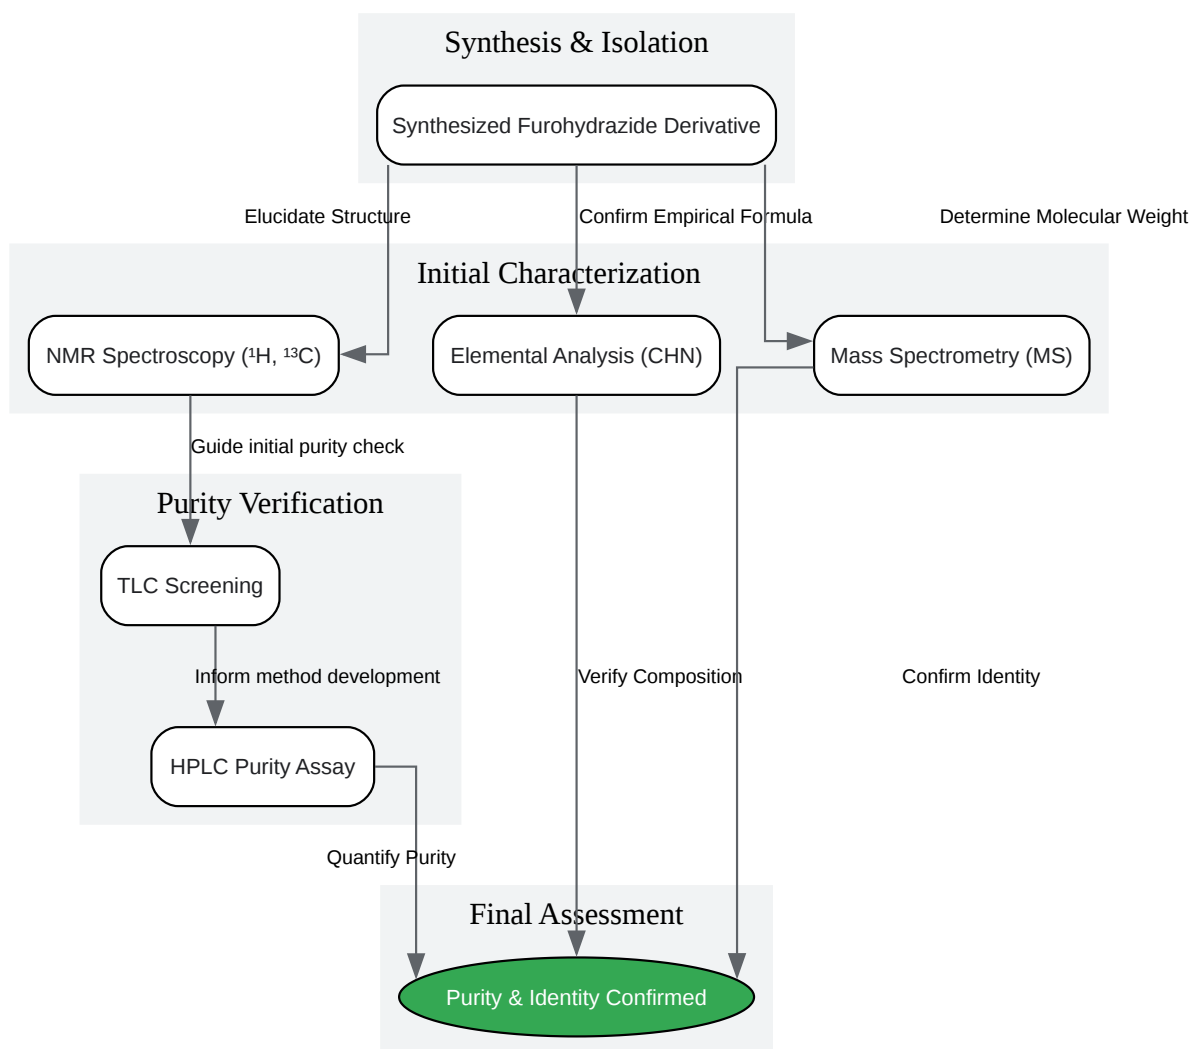 Synthesis & Isolation
Synthesized Furohydrazide Derivative
Elucidate Structure
Confirm Empirical Formula
Determine Molecular Weight
Initial Characterization
NMR Spectroscopy (¹H, ¹³C)
Elemental Analysis (CHN)
Mass Spectrometry (MS)
Guide initial purity check
Purity Verification
TLC Screening
Inform method development
Verify Composition
Confirm Identity
HPLC Purity Assay
Quantify Purity
Final Assessment
Purity & Identity Confirmed